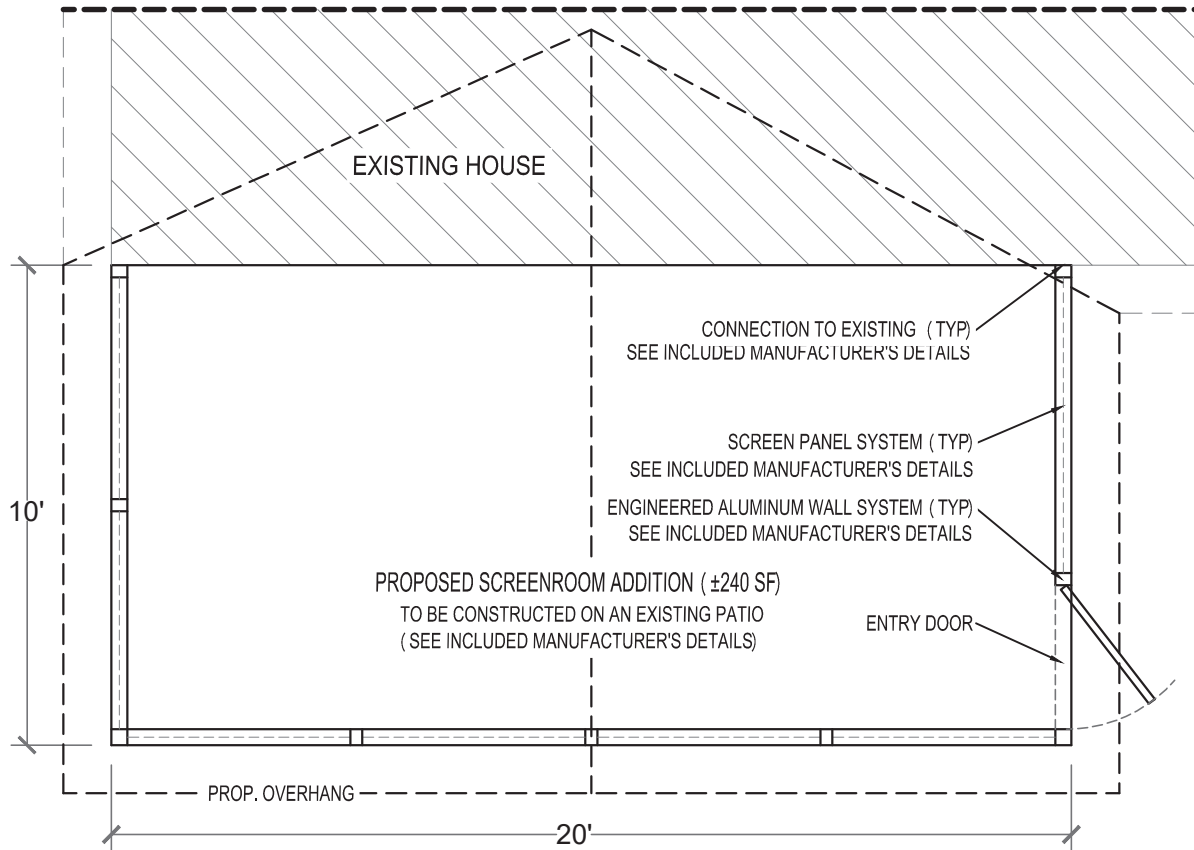 EXISTING HOUSE
CONNECTION TO EXISTING (TYP)
SEE INCLUDED MANUFACTURER'S DETAILS
SCREEN PANEL SYSTEM (TYP)
SEE INCLUDED MANUFACTURER'S DETAILS
10'
ENGINEERED ALUMINUM WALL SYSTEM (TYP)
SEE INCLUDED MANUFACTURER'S DETAILS
PROPOSED SCREENROOM ADDITION (±240 SF)
TO BE CONSTRUCTED ON AN EXISTING PATIO
(SEE INCLUDED MANUFACTURER'S DETAILS)
ENTRY DOOR
PROP. OVERHANG
20'